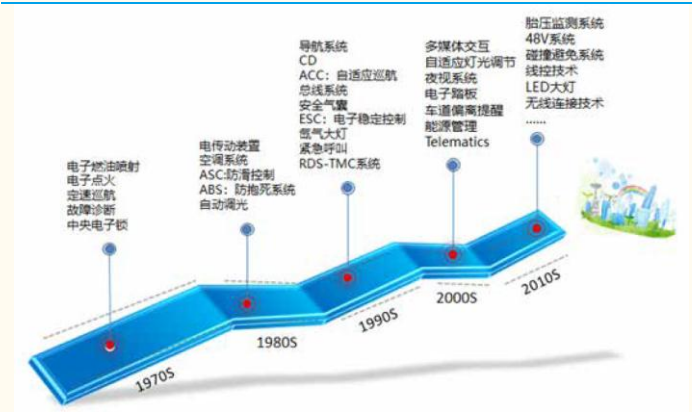 电子燃油喷射
电子点火
定速巡航
故障诊断
中央电子锁
1970S
电传动装置
空调系统
ASC:防滑控制
ABS：防抱死系统
自动调光
1980S
导航系统
CD
ACC：自适应巡航
总线系统
安全气囊
ESC：电子稳定控制
氙气大灯
紧急呼叫
RDS-TMC系统
1990S
多媒体交互
自适应灯光调节
夜视系统
电子踏板
车道偏离提醒
能源管理
Telematics
2000S
胎压监测系统
48V系统
碰撞避免系统
线控技术
LED大灯
无线连接技术
......
2010S